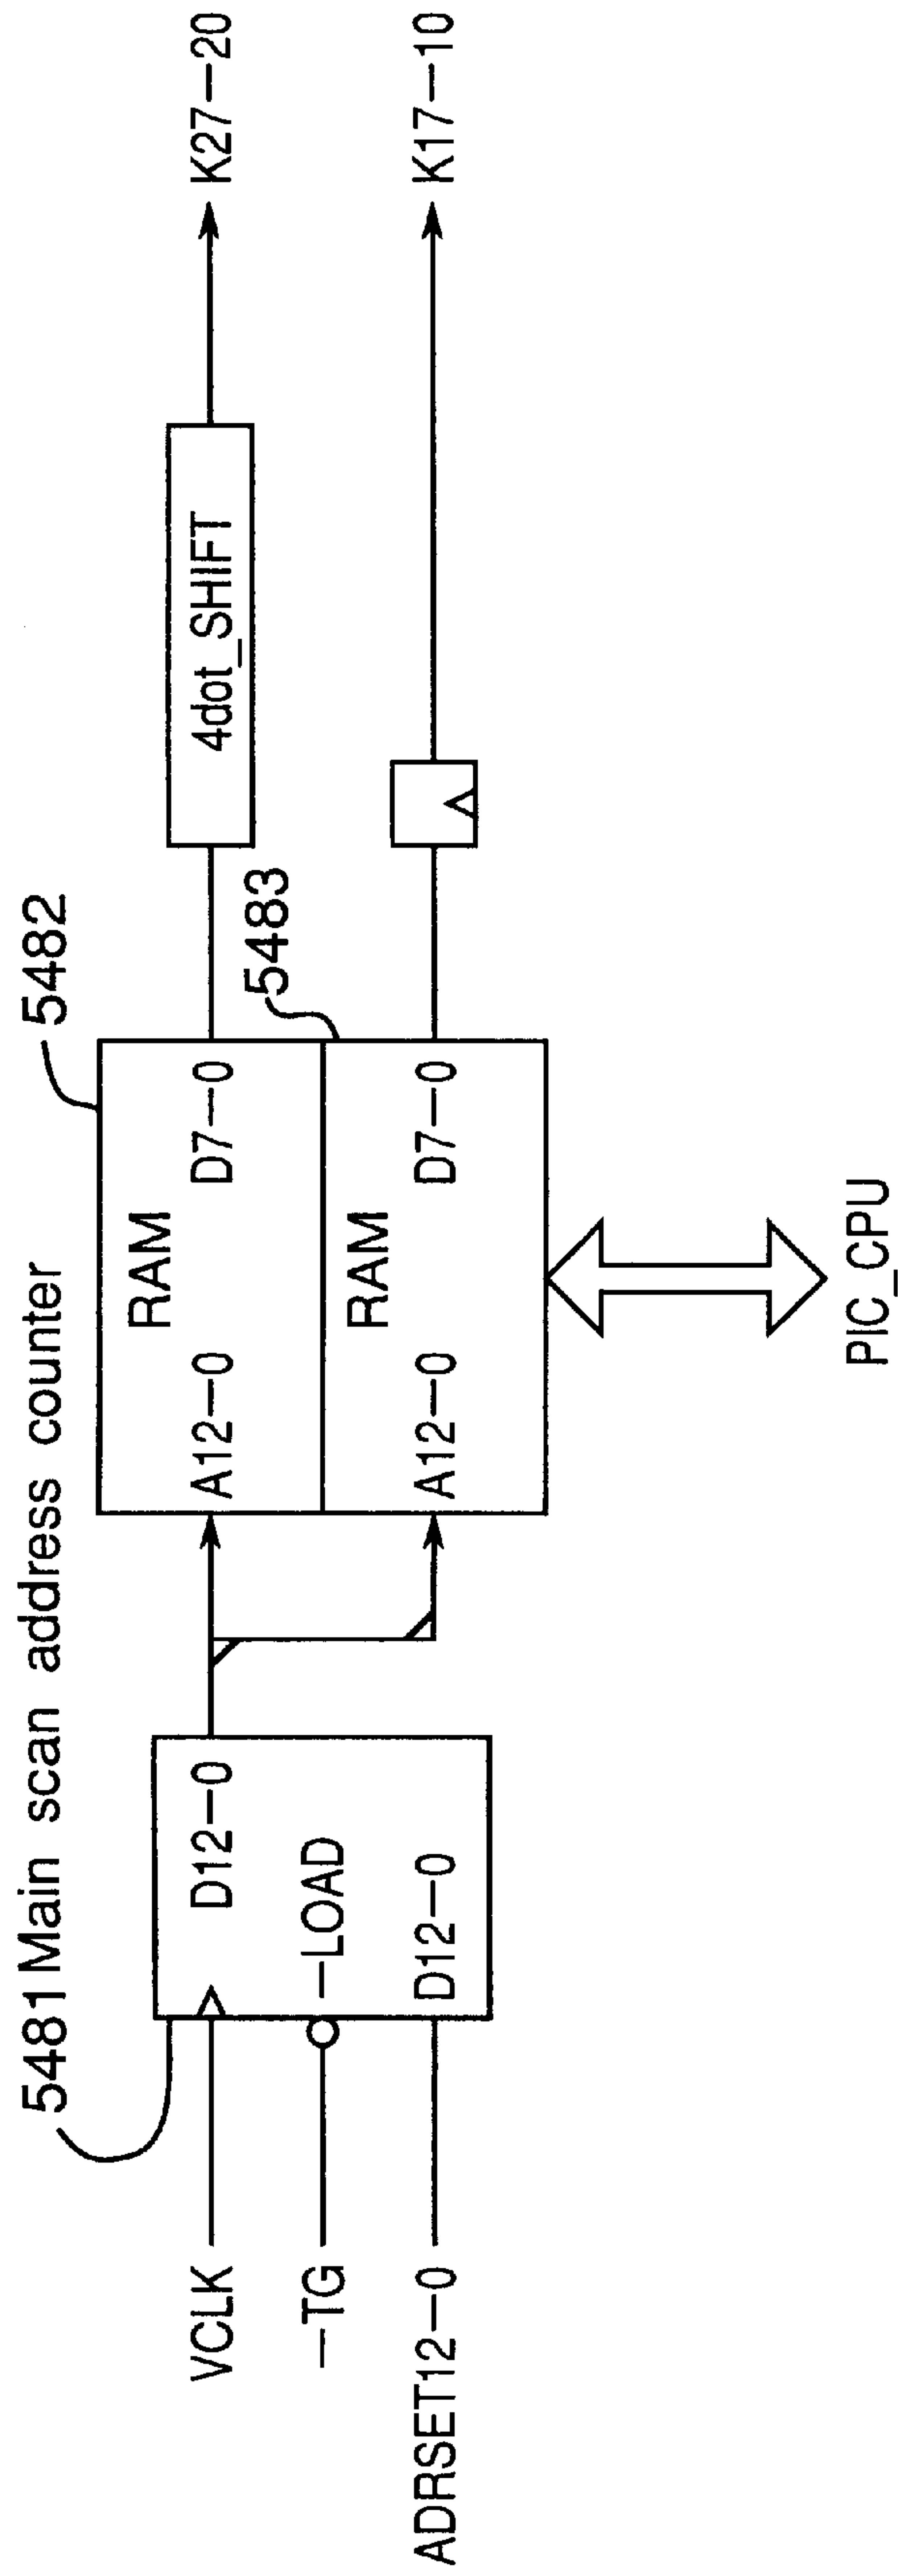 5481 Main scan address counter
5482
5483
VCLK
—TG
ADRSET12—0
D12—0
—LOAD
D12—0
RAM
A12—0 D7—0
RAM
A12—0 D7—0
4dot_SHIFT
K27—20
K17—10
PIC_CPU